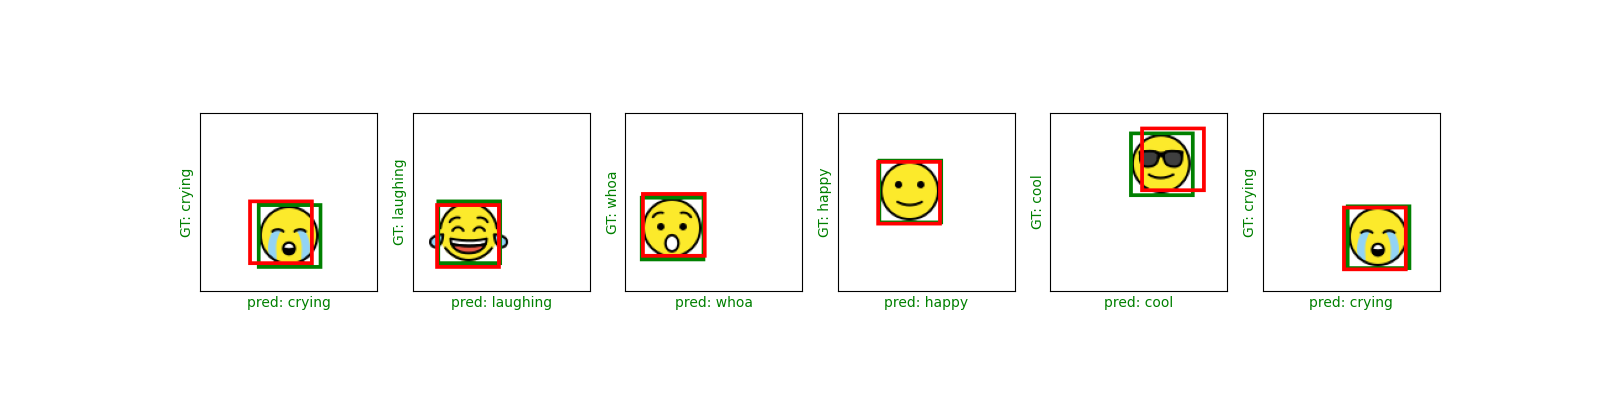 GT: crying
pred: crying
GT: laughing
pred: laughing
GT: whoa
pred: whoa
GT: happy
pred: happy
GT: cool
pred: cool
GT: crying
pred: crying